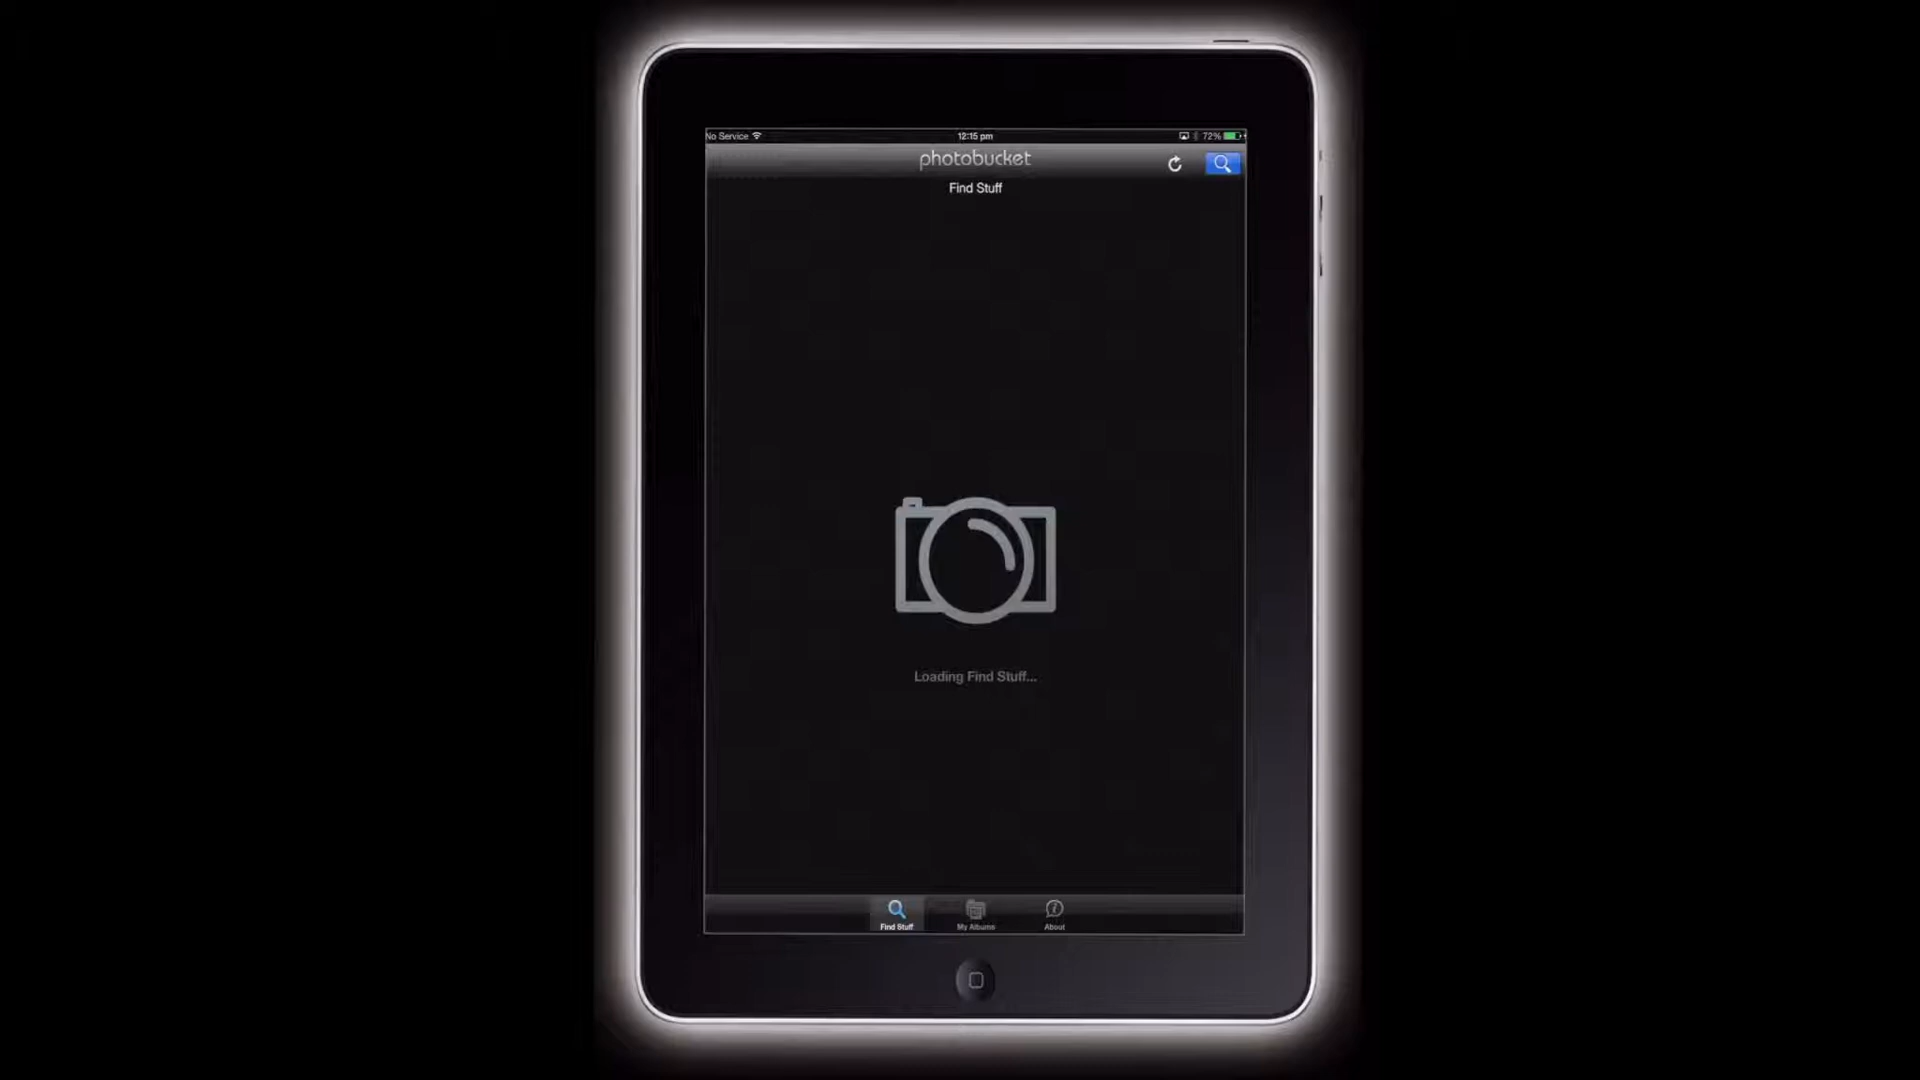 No Service
12:15 pm
72%
photobucket
Find Stuff
Loading Find Stuff...
Find Stuff
My Albums
About